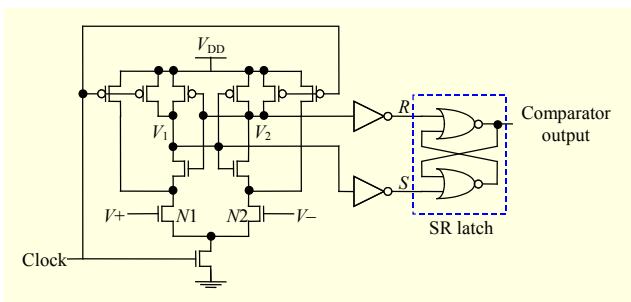 VDD
V1
V2
R
Comparator
output
V+
N1
N2
V−
S
SR latch
Clock